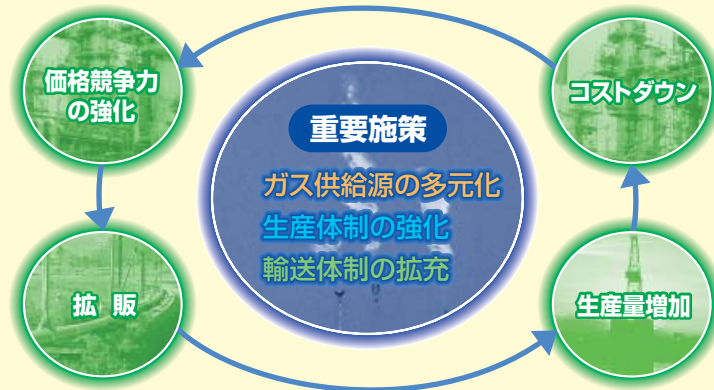 価格競争力
の強化
コストダウン
重要施策
ガス供給源の多元化
生産体制の強化
輸送体制の拡充
拡 販
生産量増加